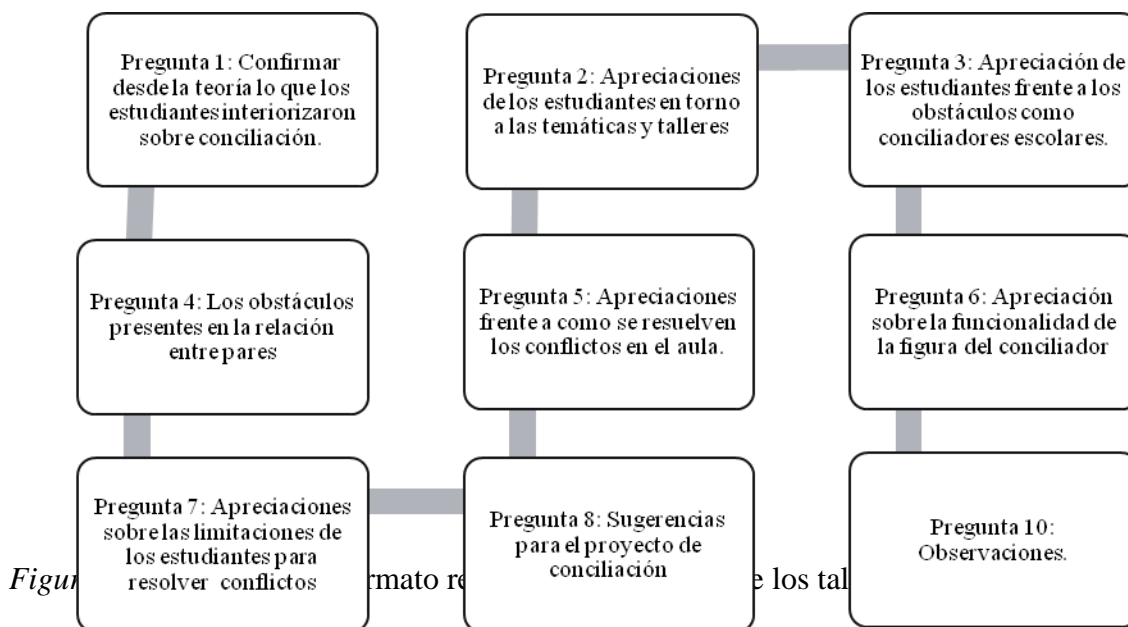 Pregunta 1: Confirmar
desde la teoría lo que los
estudiantes interiorizaron
sobre conciliación.
Pregunta 2: Apreciaciones
de los estudiantes en torno
a las temáticas y talleres
Pregunta 3: Apreciación de
los estudiantes frente a los
obstáculos como
conciliadores escolares.
Pregunta 4: Los obstáculos
presentes en la relación
entre pares
Pregunta 5: Apreciaciones
frente a como se resuelven
los conflictos en el aula.
Pregunta 6: Apreciación
sobre la funcionalidad de
la figura del conciliador
Pregunta 7: Apreciaciones
sobre las limitaciones de
los estudiantes para
resolver conflictos
Pregunta 8: Sugerencias
para el proyecto de
conciliación
Pregunta 10:
Observaciones.
e los